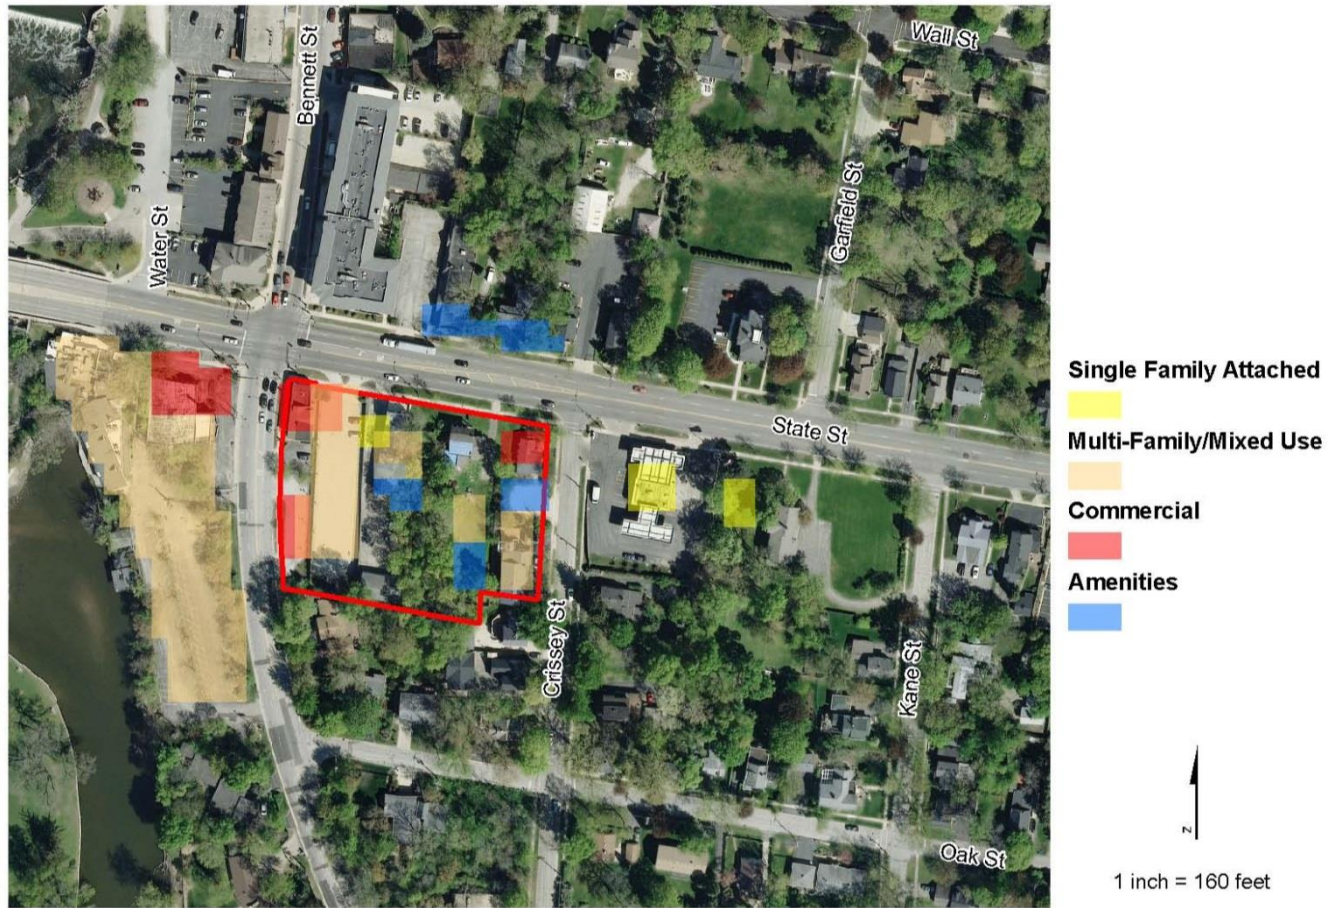 Wall St
Bennett St
Garfield St
Water St
State St
Crissey St
Kane St
Oak St
Single Family Attached
Multi-Family/Mixed Use
Commercial
Amenities
z
1 inch = 160 feet